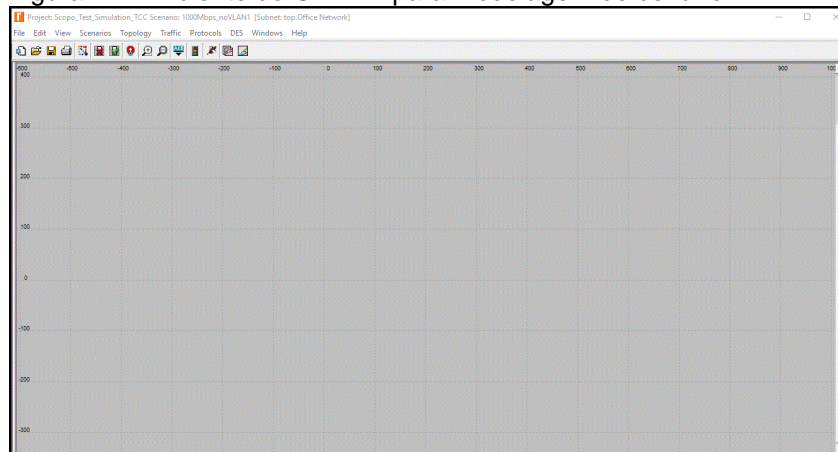 Project: Scopo_Test_Simulation_TCC Scenario: 1000Mbps_noVLAN1 [Subnet: top.Office Network]
File Edit View Scenarios Topology Traffic Protocols DES Windows Help
-500 -400 -300 -200 -100 0 100 200 300 400 500 600 700 800 900
400
300
200
100
0
-100
-200
-300